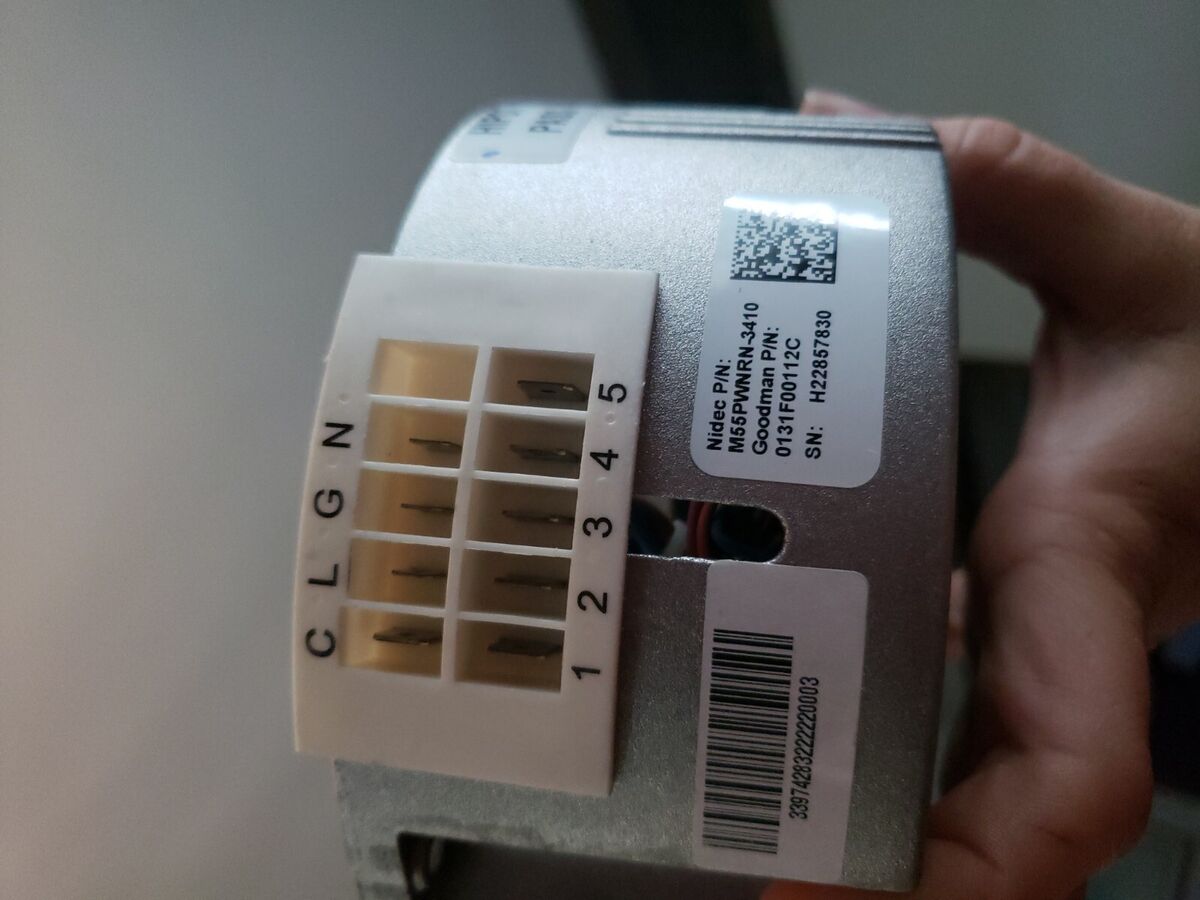 C L G N
1 2 3 4 5
Nidec P/N:
M55PWNRN-3410
Goodman P/N:
0131F00112C
SN: H22857830
3397428322220003